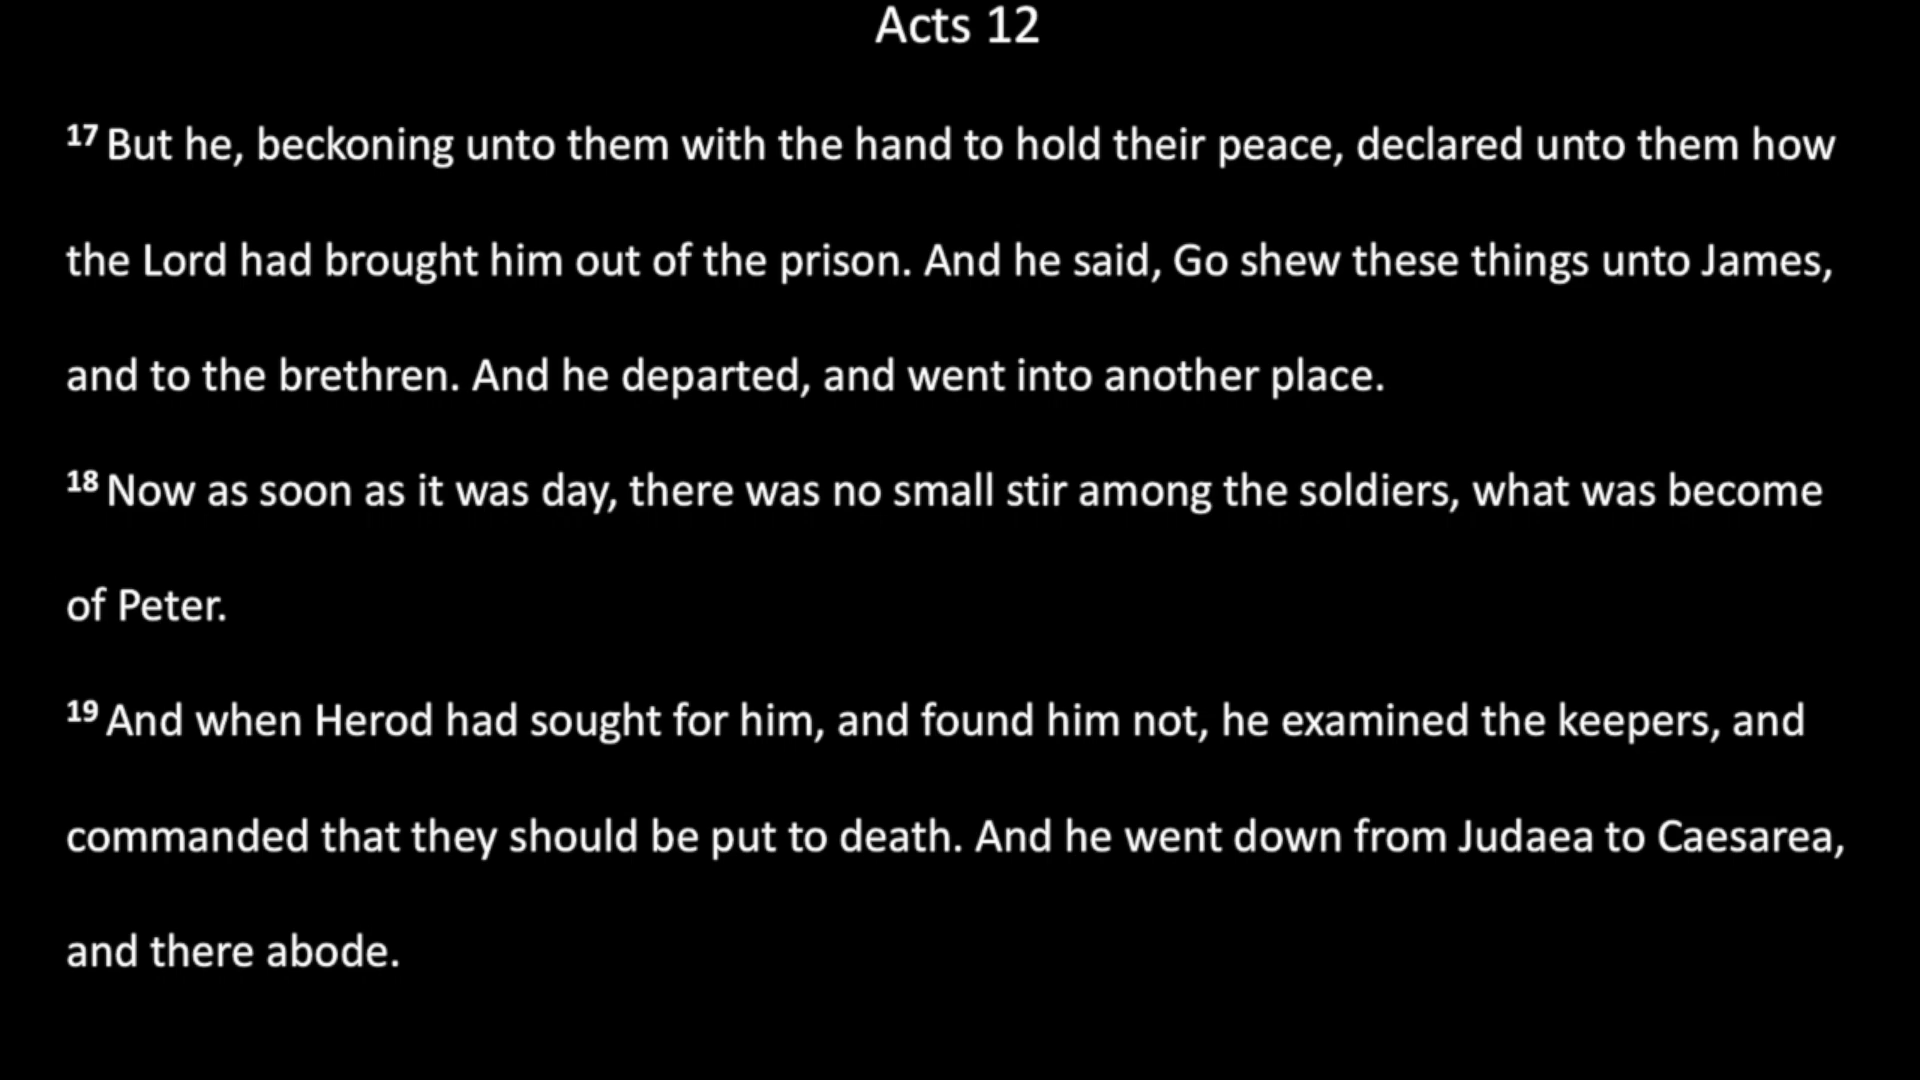 Acts 12
17 But he, beckoning unto them with the hand to hold their peace, declared unto them how
the Lord had brought him out of the prison. And he said, Go shew these things unto James,
and to the brethren. And he departed, and went into another place.
18 Now as soon as it was day, there was no small stir among the soldiers, what was become
of Peter.
19 And when Herod had sought for him, and found him not, he examined the keepers, and
commanded that they should be put to death. And he went down from Judaea to Caesarea,
and there abode.